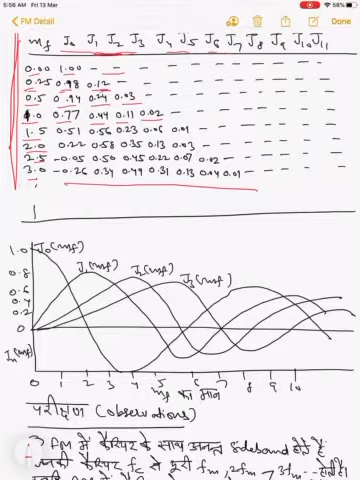 5:56 AM Fri 13 Mar
FM Detail
Done
mf J0 J1 J2 J3 J4 J5 J6 J7 J8 J9 J10 J11
0.00 1.00 — — — — — — — — — —
0.25 0.98 0.12 — — — — — — — — —
0.5 0.94 0.24 0.03 — — — — — — — —
1.0 0.77 0.44 0.11 0.02 — — — — — — —
1.5 0.51 0.56 0.23 0.06 0.01 — — — — — —
2.0 0.22 0.58 0.35 0.13 0.03 — — — — — —
2.5 -0.05 0.50 0.45 0.22 0.07 0.02 — — — — —
3.0 -0.26 0.34 0.49 0.31 0.13 0.04 0.01 — — — —
1.0 J0(mf)
0.8 J1(mf) J2(mf) J3(mf)
0.6
0.4
0.2
0
Jn(mf)
0 1 2 3 4 5 6 7 8 9 10
mf का मान
परीक्षण (observations)
FM में कैरियर के साथ अनन्त sideband होते हैं
कैरियर fc से दूरी fm, 2fm, 3fm...